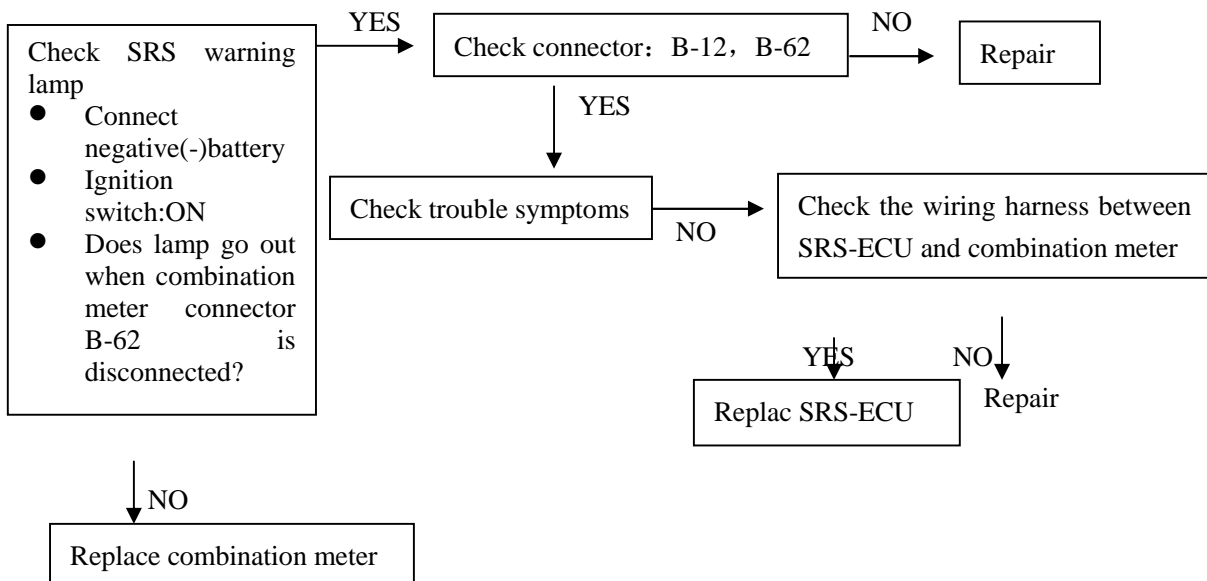 YES
Check connector：B-12，B-62
NO
Repair
Check SRS warning
lamp
● Connect
negative(-)battery
● Ignition
switch:ON
● Does lamp go out
when combination
meter connector
B-62 is
disconnected?
YES
Check trouble symptoms
NO
Check the wiring harness between
SRS-ECU and combination meter
YES
NO
Replac SRS-ECU
Repair
NO
Replace combination meter